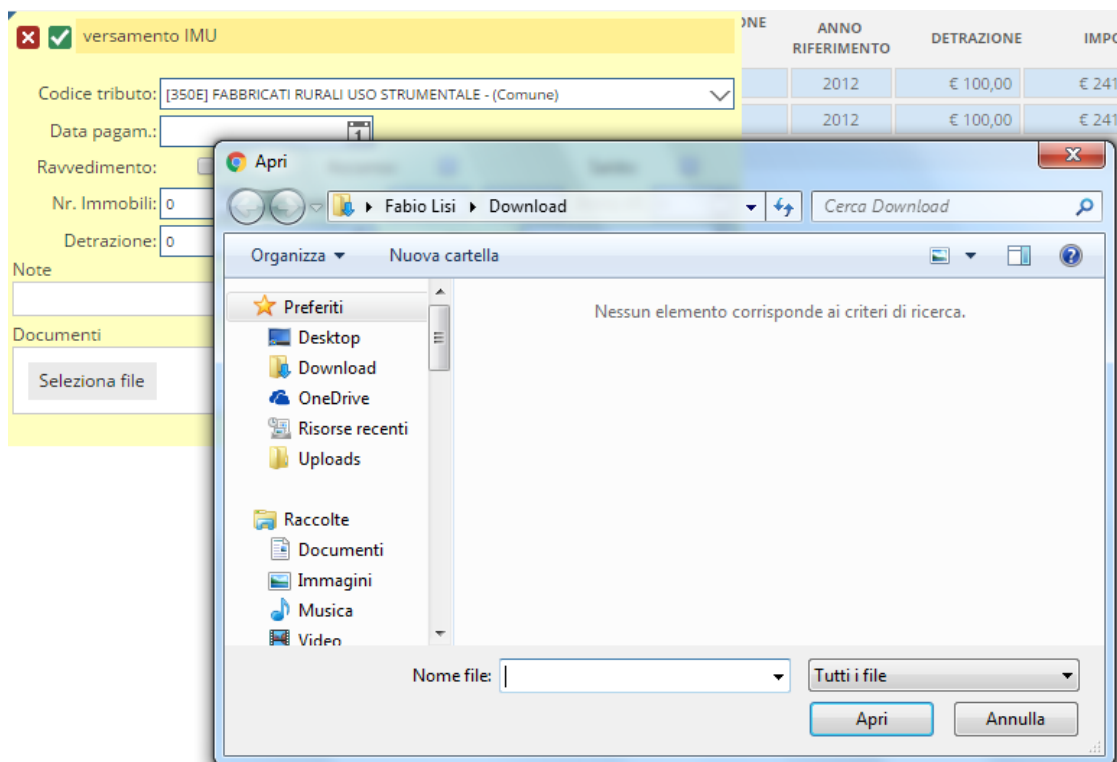 versamento IMU
ONE
ANNO RIFERIMENTO
DETRAZIONE
IMPO
Codice tributo: [350E] FABBRICATI RURALI USO STRUMENTALE - (Comune)
2012 € 100,00 € 241
Data pagam.: 1
2012 € 100,00 € 241
Ravvedimento:
Nr. Immobili: 0
Detrazione: 0
Note
Documenti
Seleziona file
Apri
Fabio Lisi Download
Cerca Download
Organizza
Nuova cartella
Preferiti
Desktop
Download
OneDrive
Risorse recenti
Uploads
Raccolte
Documenti
Immagini
Musica
Video
Nessun elemento corrisponde ai criteri di ricerca.
Nome file:
Tutti i file
Apri
Annulla